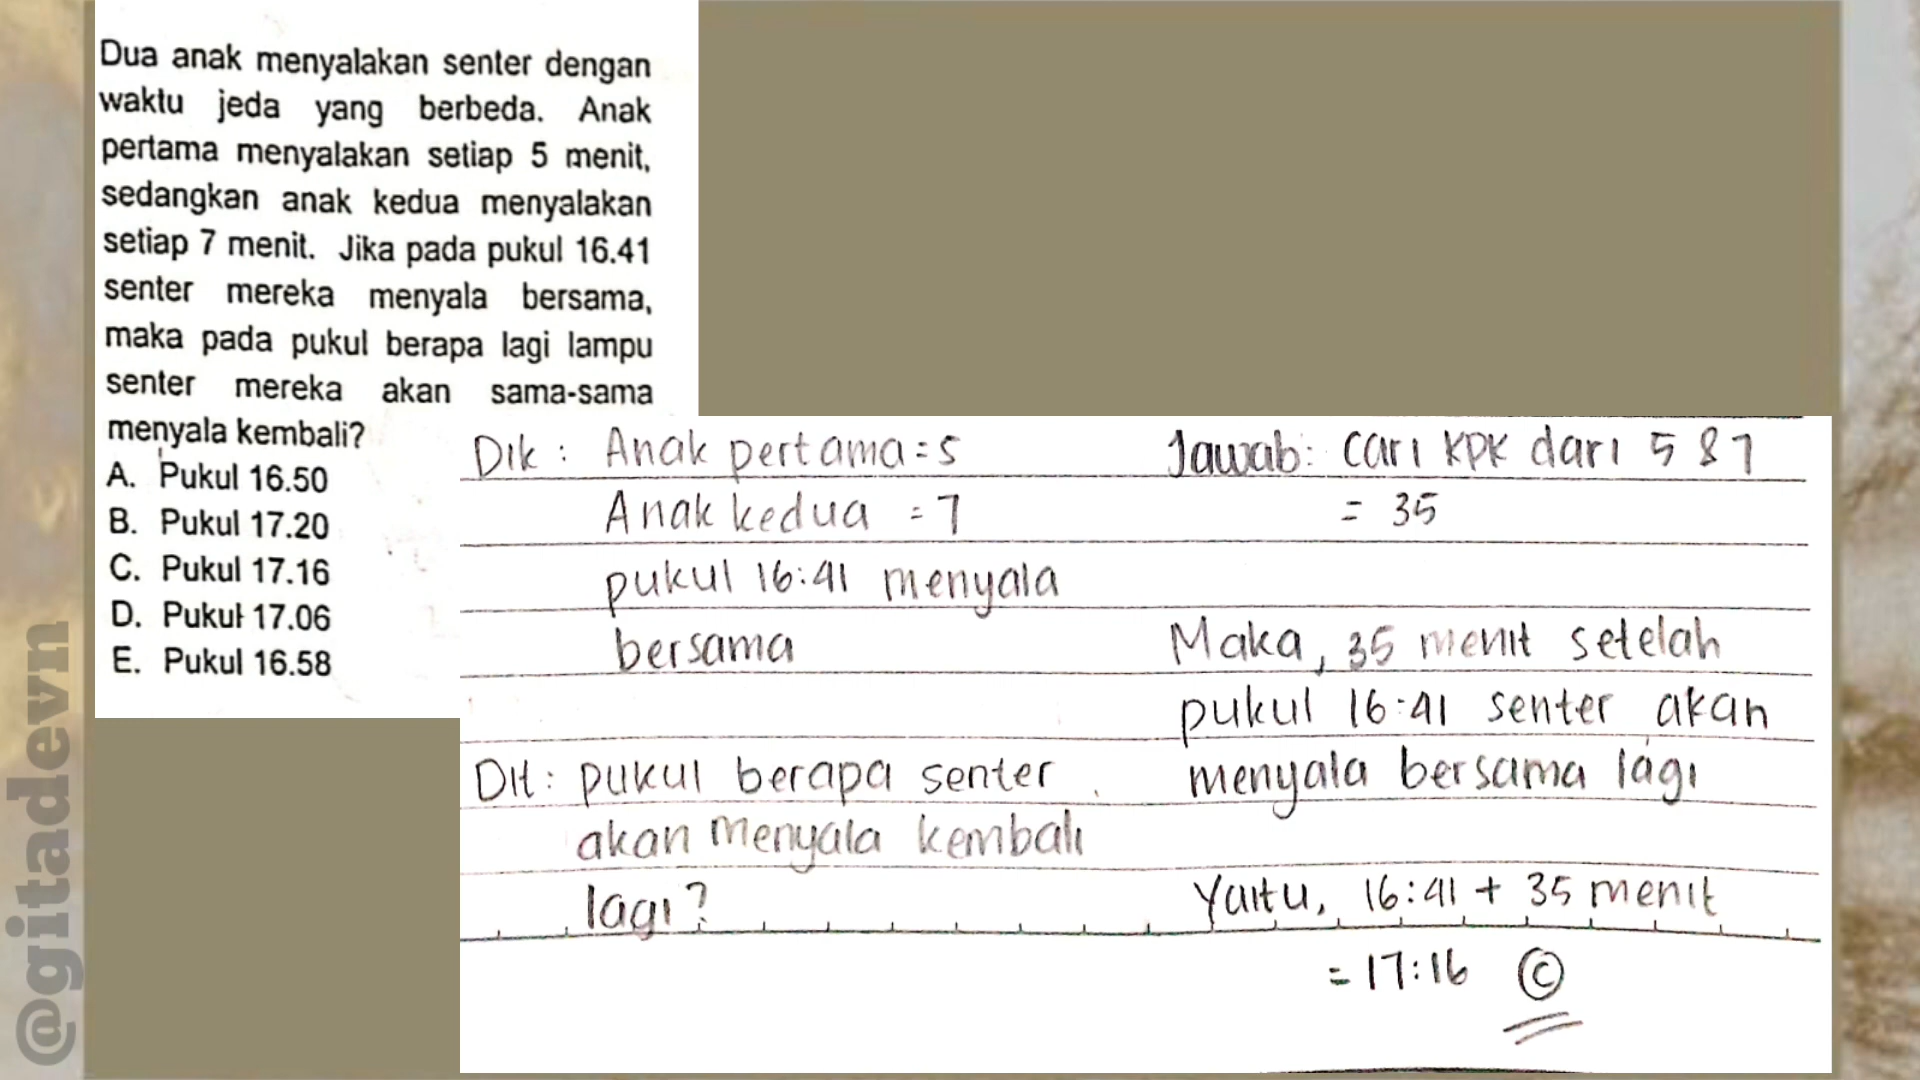 Dua anak menyalakan senter dengan
waktu jeda yang berbeda. Anak
pertama menyalakan setiap 5 menit,
sedangkan anak kedua menyalakan
setiap 7 menit. Jika pada pukul 16.41
senter mereka menyala bersama,
maka pada pukul berapa lagi lampu
senter mereka akan sama-sama
menyala kembali?
A. Pukul 16.50
B. Pukul 17.20
C. Pukul 17.16
D. Pukul 17.06
E. Pukul 16.58
Dik : Anak pertama = 5
Anak kedua = 7
pukul 16:41 menyala
bersama
Dit : pukul berapa senter
akan menyala kembali
lagi?
Jawab: cari KPK dari 5 & 7
= 35
Maka, 35 menit setelah
pukul 16:41 senter akan
menyala bersama lagi
Yaitu, 16:41 + 35 menit
= 17:16 C
@gitadevn